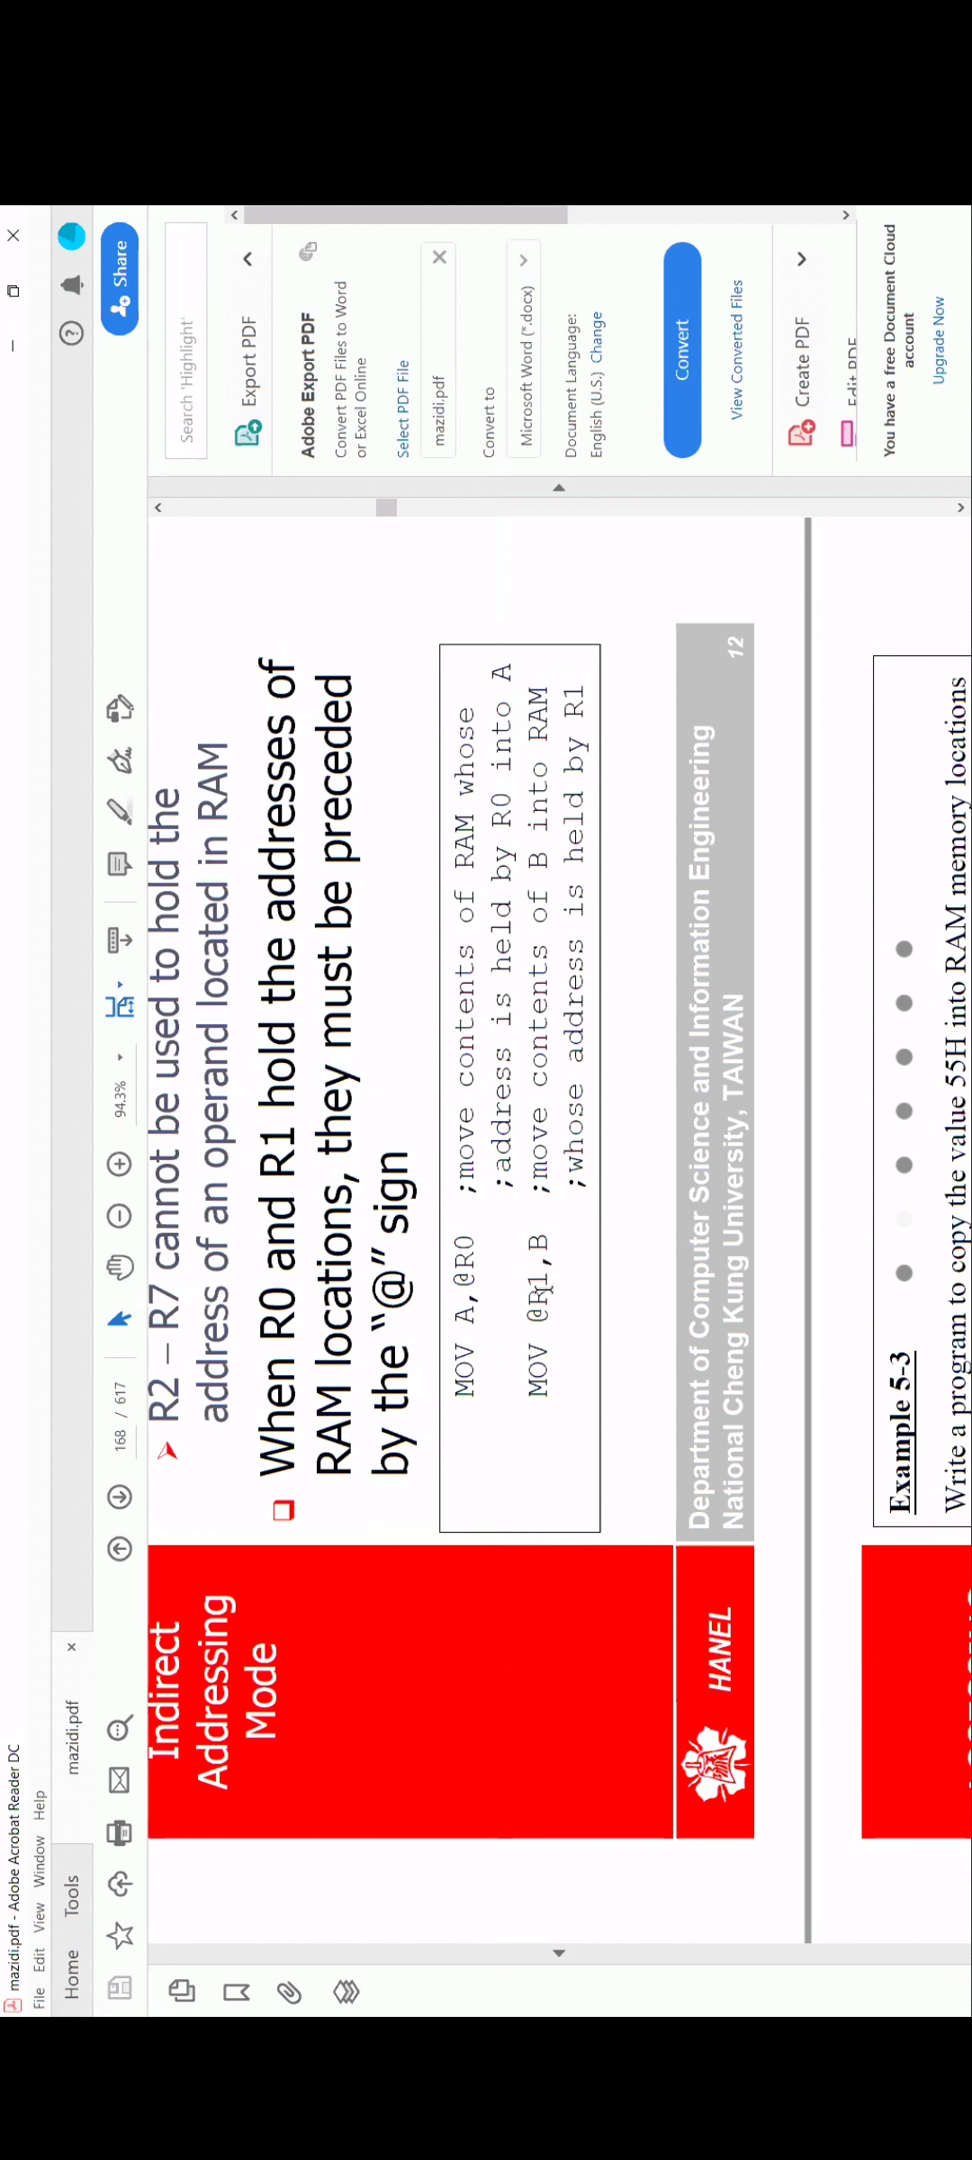 mazidi.pdf - Adobe Acrobat Reader DC
File Edit View Window Help
Home Tools mazidi.pdf ×
168 / 617 94.3% Share
Indirect
Addressing
Mode
R2 – R7 cannot be used to hold the
address of an operand located in RAM
When R0 and R1 hold the addresses of
RAM locations, they must be preceded
by the “@” sign
MOV A,@R0 ;move contents of RAM whose
;address is held by R0 into A
MOV @R1,B ;move contents of B into RAM
;whose address is held by R1
HANEL
Department of Computer Science and Information Engineering
National Cheng Kung University, TAIWAN 12
Example 5-3
Write a program to copy the value 55H into RAM memory locations
Search 'Highlight'
Export PDF
Adobe Export PDF
Convert PDF Files to Word
or Excel Online
Select PDF File
mazidi.pdf
Convert to
Microsoft Word (*.docx)
Document Language:
English (U.S.) Change
Convert
View Converted Files
Create PDF
Edit PDF
You have a free Document Cloud
account
Upgrade Now